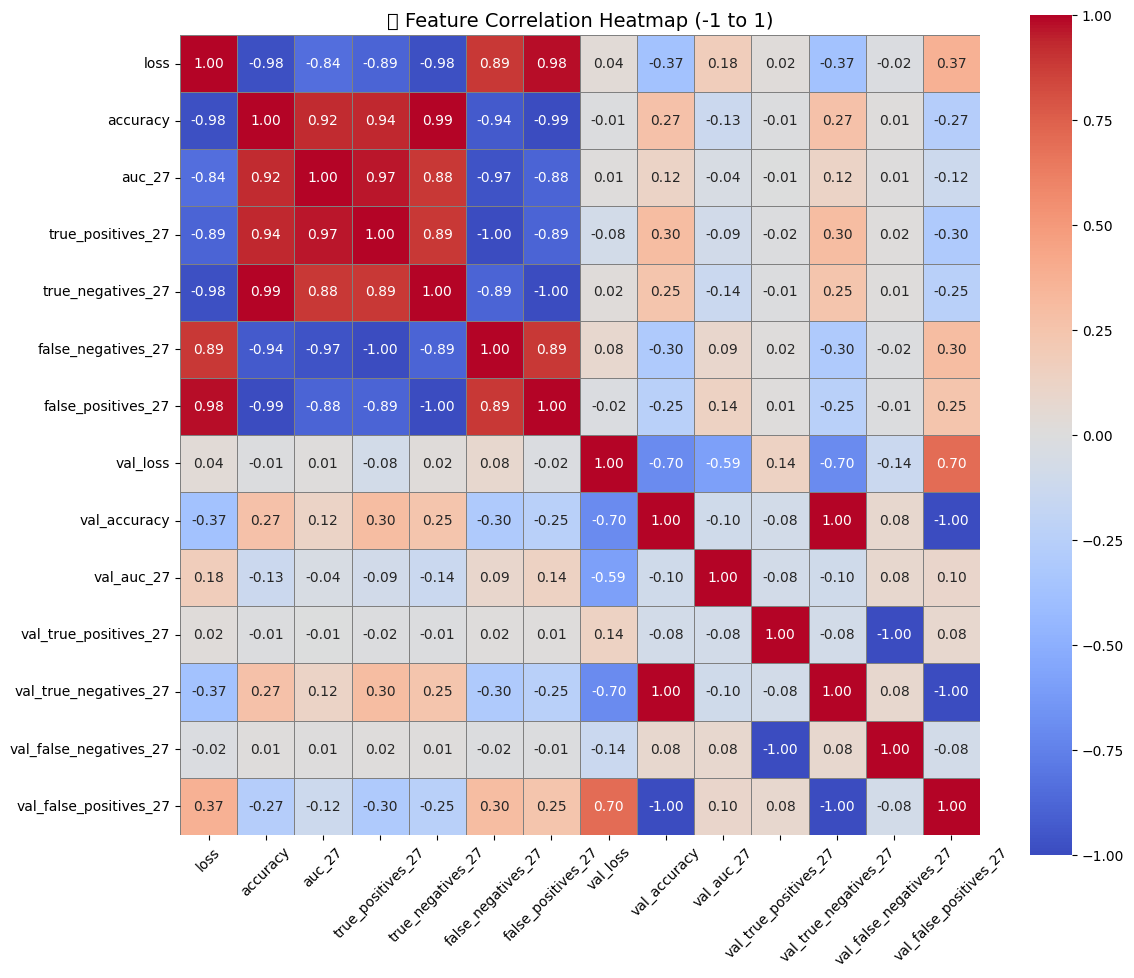 ▯ Feature Correlation Heatmap (-1 to 1)
loss 1.00 -0.98 -0.84 -0.89 -0.98 0.89 0.98 0.04 -0.37 0.18 0.02 -0.37 -0.02 0.37
accuracy -0.98 1.00 0.92 0.94 0.99 -0.94 -0.99 -0.01 0.27 -0.13 -0.01 0.27 0.01 -0.27
auc_27 -0.84 0.92 1.00 0.97 0.88 -0.97 -0.88 0.01 0.12 -0.04 -0.01 0.12 0.01 -0.12
true_positives_27 -0.89 0.94 0.97 1.00 0.89 -1.00 -0.89 -0.08 0.30 -0.09 -0.02 0.30 0.02 -0.30
true_negatives_27 -0.98 0.99 0.88 0.89 1.00 -0.89 -1.00 0.02 0.25 -0.14 -0.01 0.25 0.01 -0.25
false_negatives_27 0.89 -0.94 -0.97 -1.00 -0.89 1.00 0.89 0.08 -0.30 0.09 0.02 -0.30 -0.02 0.30
false_positives_27 0.98 -0.99 -0.88 -0.89 -1.00 0.89 1.00 -0.02 -0.25 0.14 0.01 -0.25 -0.01 0.25
val_loss 0.04 -0.01 0.01 -0.08 0.02 0.08 -0.02 1.00 -0.70 -0.59 0.14 -0.70 -0.14 0.70
val_accuracy -0.37 0.27 0.12 0.30 0.25 -0.30 -0.25 -0.70 1.00 -0.10 -0.08 1.00 0.08 -1.00
val_auc_27 0.18 -0.13 -0.04 -0.09 -0.14 0.09 0.14 -0.59 -0.10 1.00 -0.08 -0.10 0.08 0.10
val_true_positives_27 0.02 -0.01 -0.01 -0.02 -0.01 0.02 0.01 0.14 -0.08 -0.08 1.00 -0.08 -1.00 0.08
val_true_negatives_27 -0.37 0.27 0.12 0.30 0.25 -0.30 -0.25 -0.70 1.00 -0.10 -0.08 1.00 0.08 -1.00
val_false_negatives_27 -0.02 0.01 0.01 0.02 0.01 -0.02 -0.01 -0.14 0.08 0.08 -1.00 0.08 1.00 -0.08
val_false_positives_27 0.37 -0.27 -0.12 -0.30 -0.25 0.30 0.25 0.70 -1.00 0.10 0.08 -1.00 -0.08 1.00
loss
accuracy
auc_27
true_positives_27
true_negatives_27
false_negatives_27
false_positives_27
val_loss
val_accuracy
val_auc_27
val_true_positives_27
val_true_negatives_27
val_false_negatives_27
val_false_positives_27
1.00
0.75
0.50
0.25
0.00
−0.25
−0.50
−0.75
−1.00